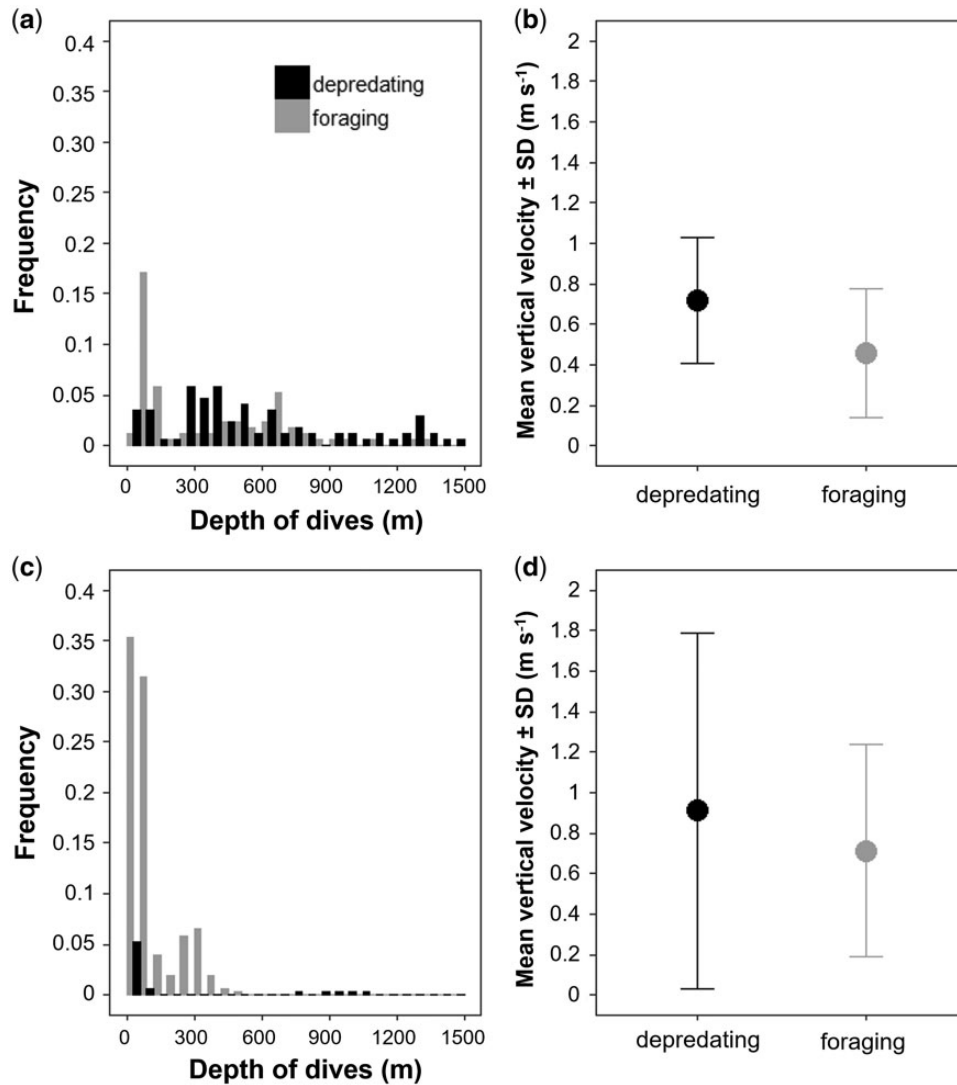 (a)
0.4
0.35
0.3
0.25
0.2
0.15
0.1
0.05
0
Frequency
depredating
foraging
0 300 600 900 1200 1500
Depth of dives (m)
(b)
2
1.8
1.6
1.4
1.2
1
0.8
0.6
0.4
0.2
0
Mean vertical velocity ± SD (m s⁻¹)
depredating foraging
(c)
0.4
0.35
0.3
0.25
0.2
0.15
0.1
0.05
0
Frequency
0 300 600 900 1200 1500
Depth of dives (m)
(d)
2
1.8
1.6
1.4
1.2
1
0.8
0.6
0.4
0.2
0
Mean vertical velocity ± SD (m s⁻¹)
depredating foraging